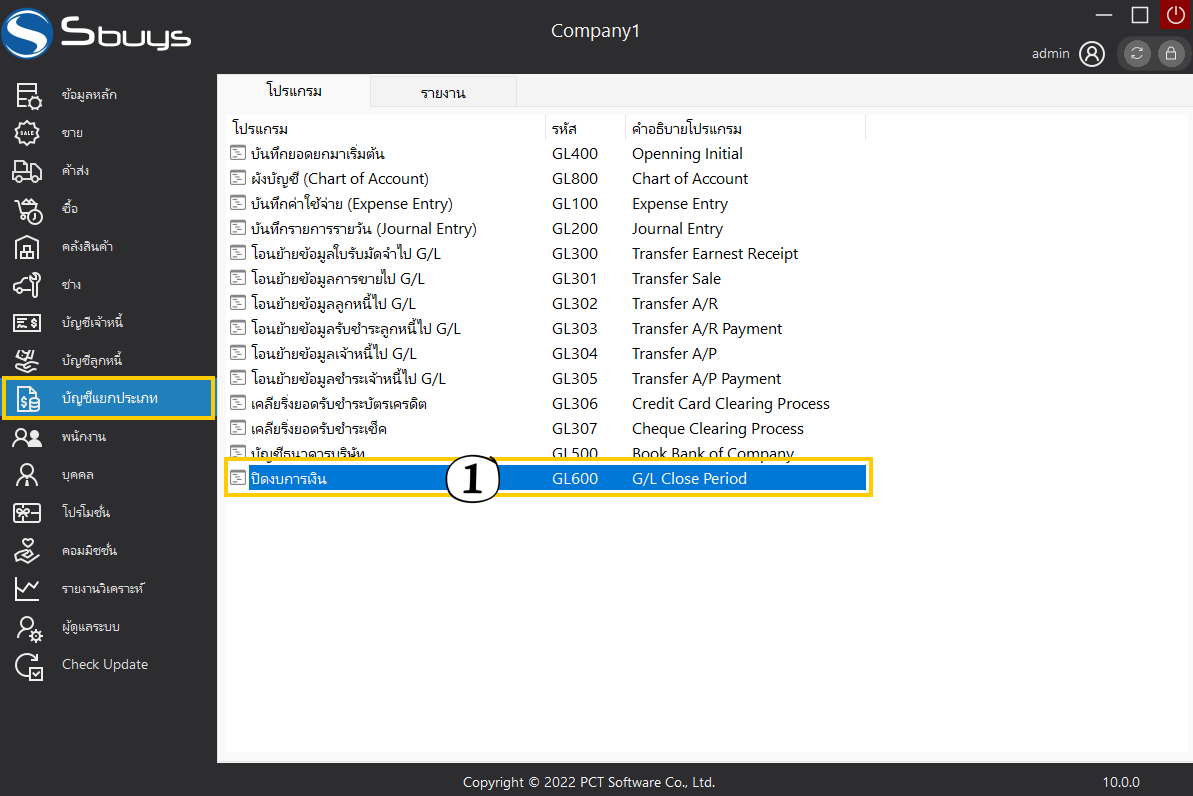 Sbuys
Company1
admin
ข้อมูลหลัก
ขาย
ค้าส่ง
ซื้อ
คลังสินค้า
ช่าง
บัญชีเจ้าหนี้
บัญชีลูกหนี้
บัญชีแยกประเภท
พนักงาน
บุคคล
โปรโมชั่น
คอมมิชชั่น
รายงานวิเคราะห์
ผู้ดูแลระบบ
Check Update
โปรแกรม รายงาน
โปรแกรม รหัส คำอธิบายโปรแกรม
บันทึกยอดยกมาเริ่มต้น GL400 Openning Initial
ผังบัญชี (Chart of Account) GL800 Chart of Account
บันทึกค่าใช้จ่าย (Expense Entry) GL100 Expense Entry
บันทึกรายการรายวัน (Journal Entry) GL200 Journal Entry
โอนย้ายข้อมูลใบรับมัดจำไป G/L GL300 Transfer Earnest Receipt
โอนย้ายข้อมูลการขายไป G/L GL301 Transfer Sale
โอนย้ายข้อมูลลูกหนี้ไป G/L GL302 Transfer A/R
โอนย้ายข้อมูลรับชำระลูกหนี้ไป G/L GL303 Transfer A/R Payment
โอนย้ายข้อมูลเจ้าหนี้ไป G/L GL304 Transfer A/P
โอนย้ายข้อมูลชำระเจ้าหนี้ไป G/L GL305 Transfer A/P Payment
เคลียริ่งยอดรับชำระบัตรเครดิต GL306 Credit Card Clearing Process
เคลียริ่งยอดรับชำระเช็ค GL307 Cheque Clearing Process
บัญชีธนาคารบริษัท GL500 Book Bank of Company
ปิดงบการเงิน 1 GL600 G/L Close Period
Copyright © 2022 PCT Software Co., Ltd. 10.0.0